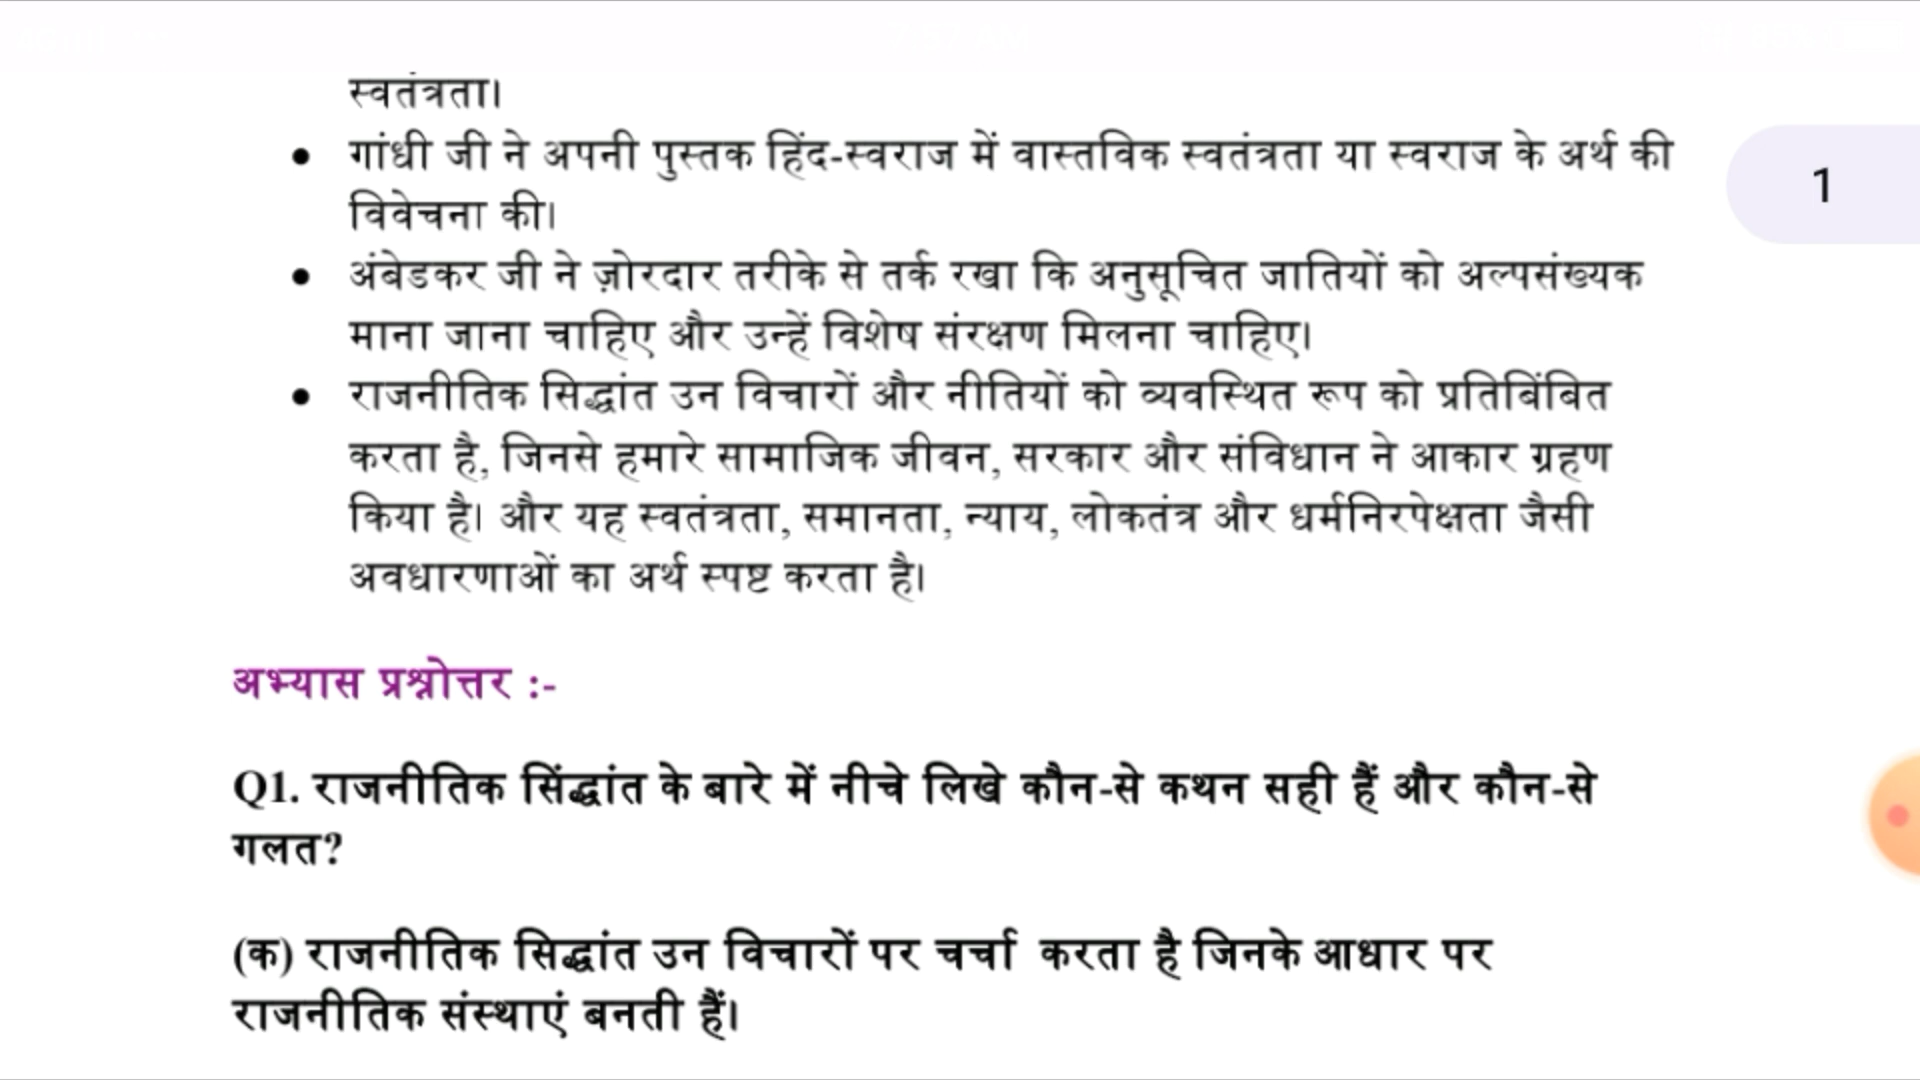 स्वतंत्रता।
• गांधी जी ने अपनी पुस्तक हिंद-स्वराज में वास्तविक स्वतंत्रता या स्वराज के अर्थ की
1
विवेचना की।
• अंबेडकर जी ने ज़ोरदार तरीके से तर्क रखा कि अनुसूचित जातियों को अल्पसंख्यक
माना जाना चाहिए और उन्हें विशेष संरक्षण मिलना चाहिए।
• राजनीतिक सिद्धांत उन विचारों और नीतियों को व्यवस्थित रूप को प्रतिबिंबित
करता है, जिनसे हमारे सामाजिक जीवन, सरकार और संविधान ने आकार ग्रहण
किया है। और यह स्वतंत्रता, समानता, न्याय, लोकतंत्र और धर्मनिरपेक्षता जैसी
अवधारणाओं का अर्थ स्पष्ट करता है।
अभ्यास प्रश्नोत्तर :-
Q1. राजनीतिक सिंद्धांत के बारे में नीचे लिखे कौन-से कथन सही हैं और कौन-से
गलत?
(क) राजनीतिक सिद्धांत उन विचारों पर चर्चा करता है जिनके आधार पर
राजनीतिक संस्थाएं बनती हैं।